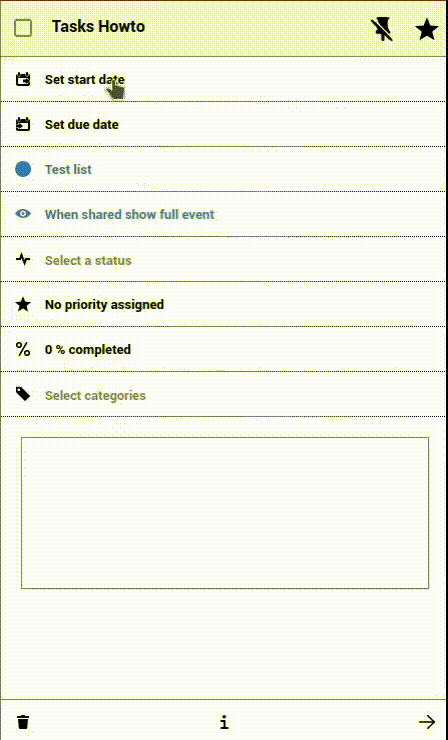 Tasks Howto
Set start date
Set due date
Test list
When shared show full event
Select a status
No priority assigned
0 % completed
Select categories